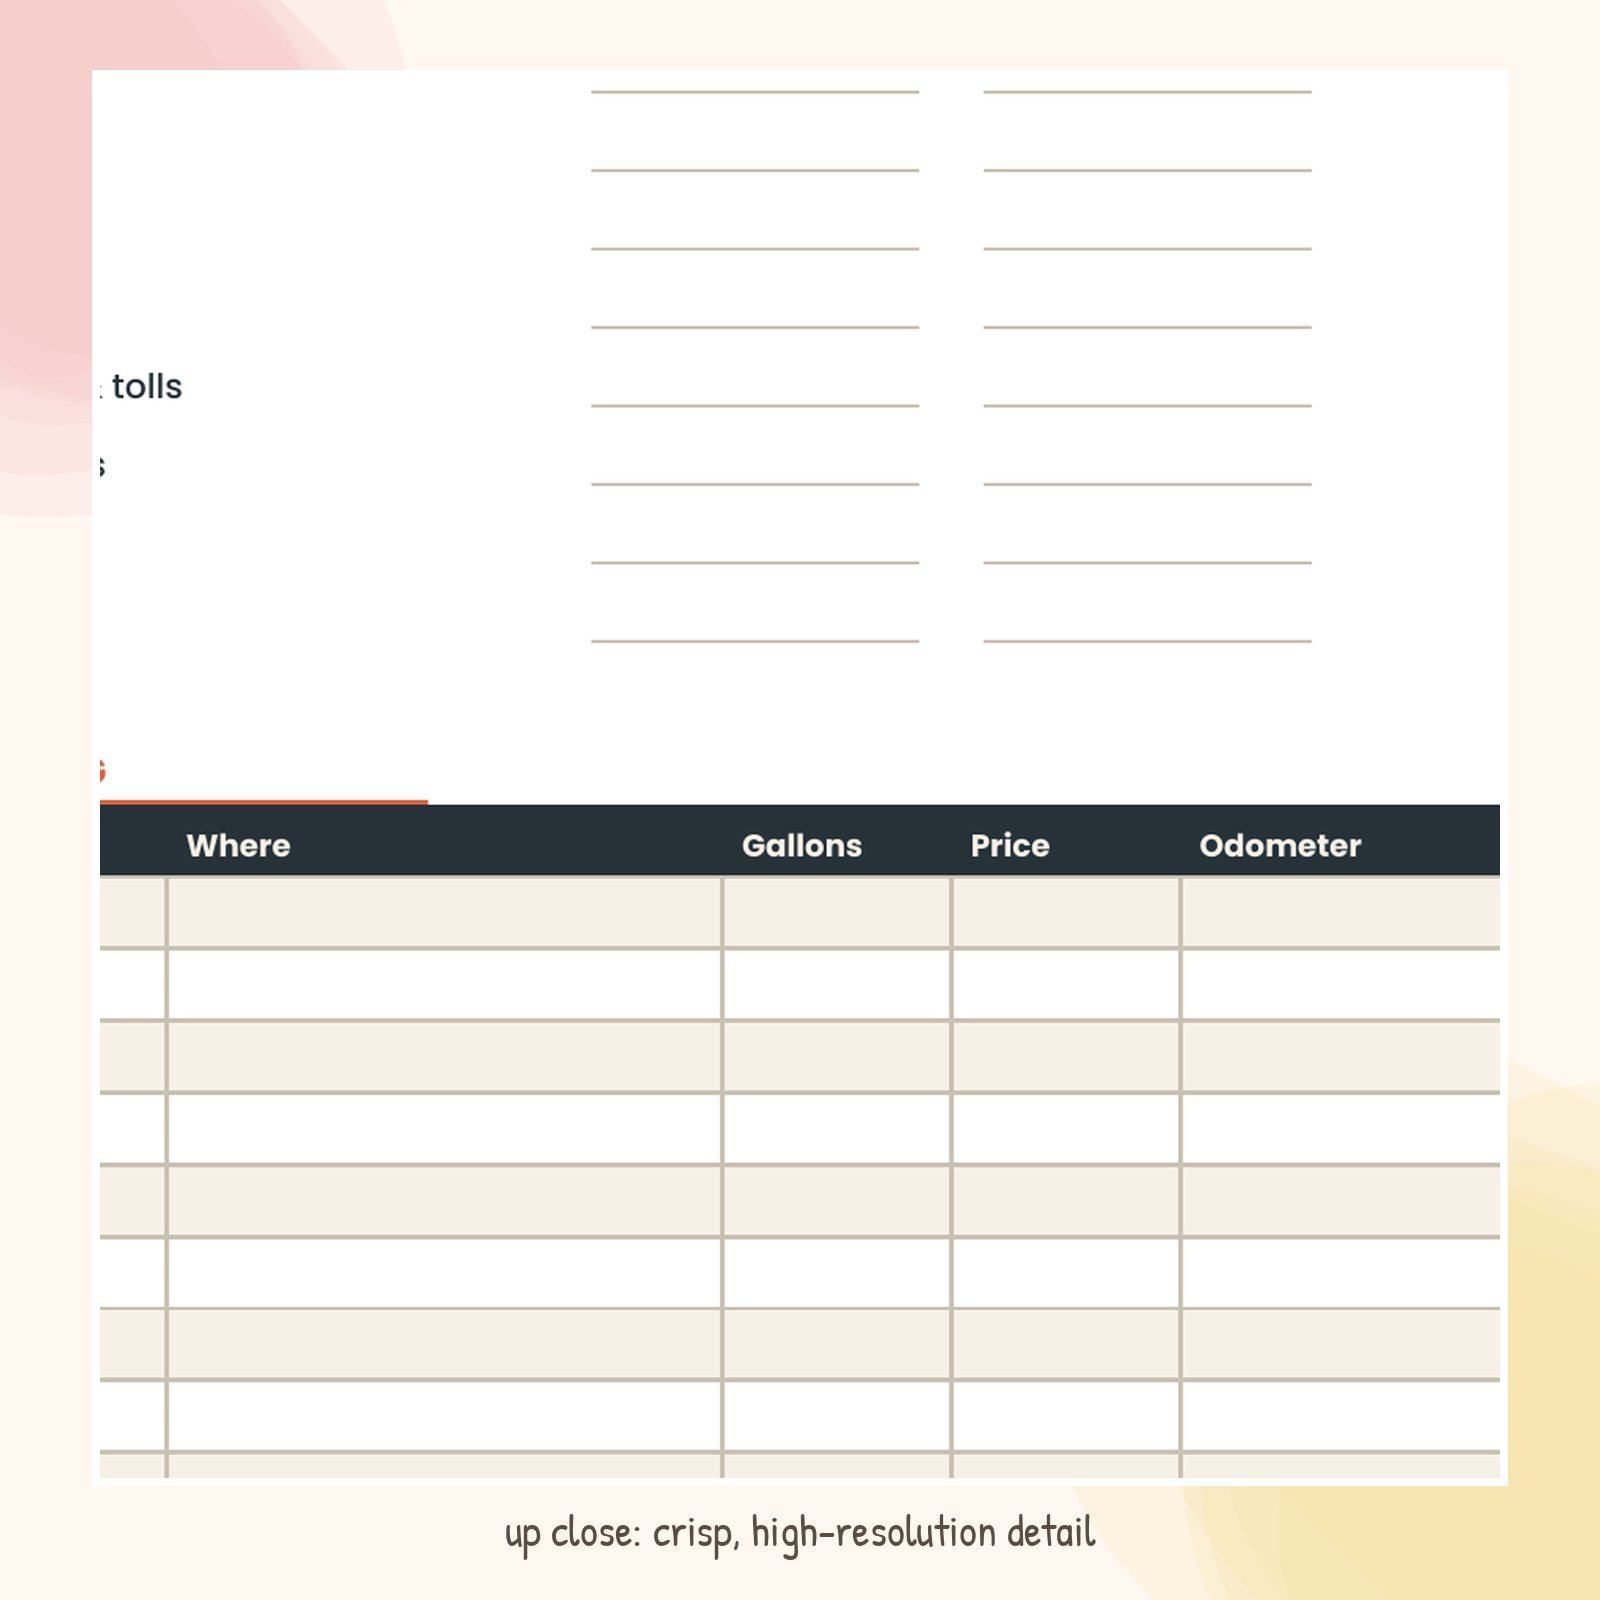 tolls
Where Gallons Price Odometer
up close: crisp, high-resolution detail